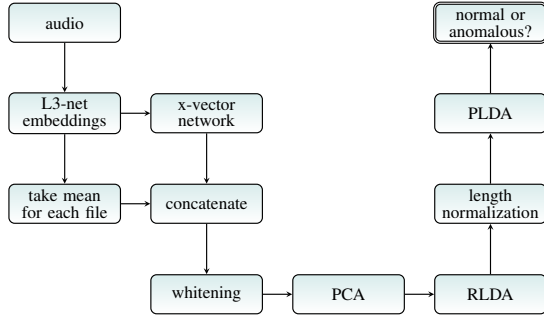 audio
normal or
anomalous?
L3-net
embeddings
x-vector
network
PLDA
take mean
for each file
concatenate
length
normalization
whitening
PCA
RLDA